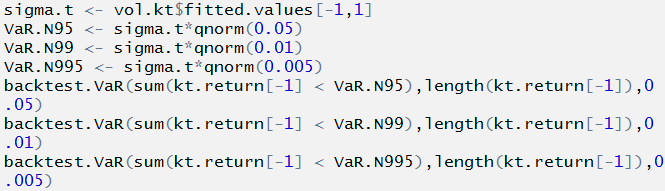 sigma.t <- vol.kt$fitted.values[-1,1]
VaR.N95 <- sigma.t*qnorm(0.05)
VaR.N99 <- sigma.t*qnorm(0.01)
VaR.N995 <- sigma.t*qnorm(0.005)
backtest.VaR(sum(kt.return[-1] < VaR.N95),length(kt.return[-1]),0
.05)
backtest.VaR(sum(kt.return[-1] < VaR.N99),length(kt.return[-1]),0
.01)
backtest.VaR(sum(kt.return[-1] < VaR.N995),length(kt.return[-1]),0
.005)